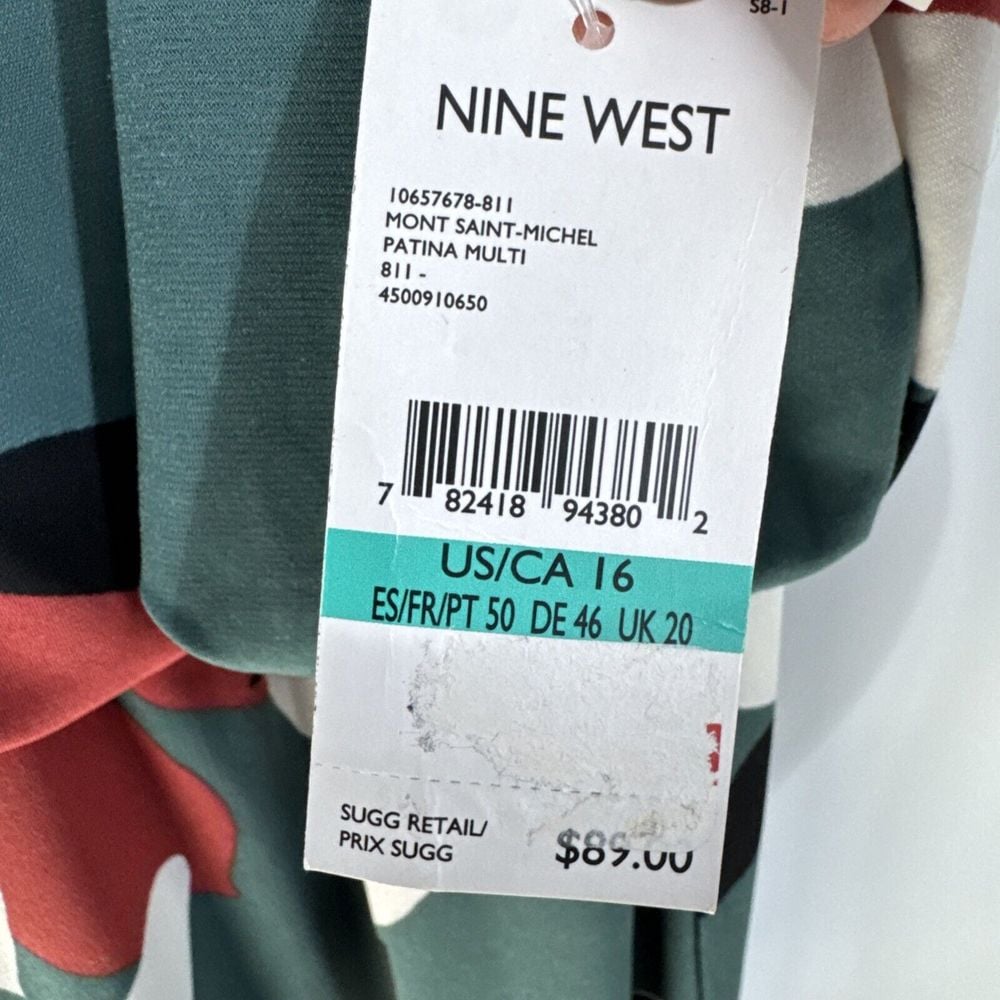 S8-1
NINE WEST
10657678-811
MONT SAINT-MICHEL
PATINA MULTI
811 -
4500910650
7 82418 94380 2
US/CA 16
ES/FR/PT 50 DE 46 UK 20
SUGG RETAIL/
PRIX SUGG
$89.00